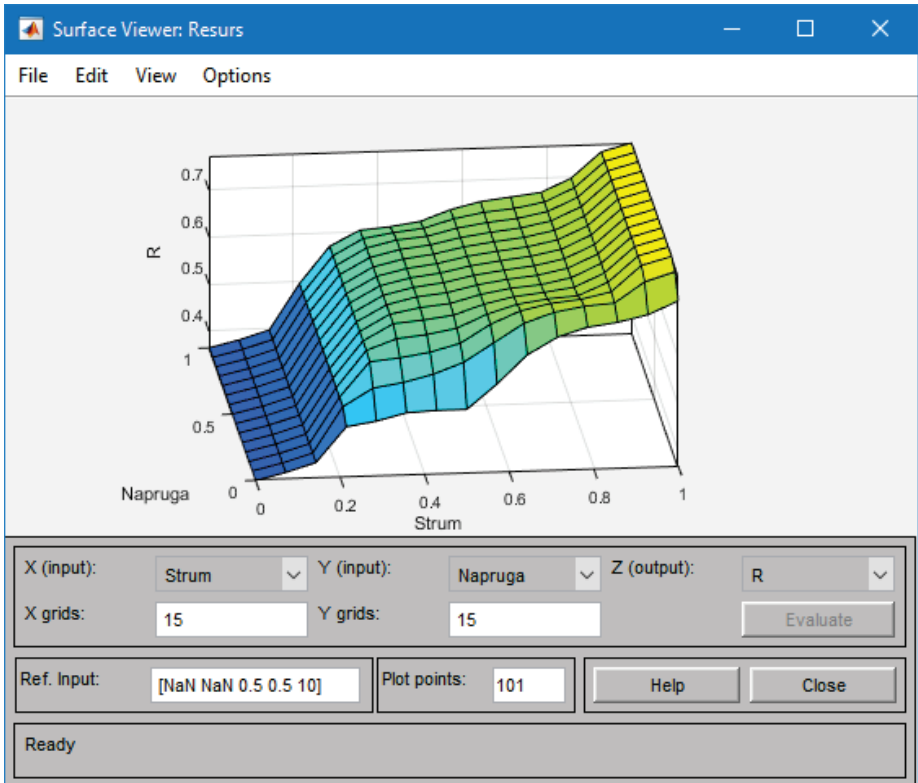 Surface Viewer: Resurs
File Edit View Options
0.7
0.6
R
0.5
0.4
1
0.5
Napruga 0
0 0.2 0.4 0.6 0.8 1
Strum
X (input): Strum Y (input): Napruga Z (output): R
X grids: 15 Y grids: 15 Evaluate
Ref. Input: [NaN NaN 0.5 0.5 10] Plot points: 101 Help Close
Ready